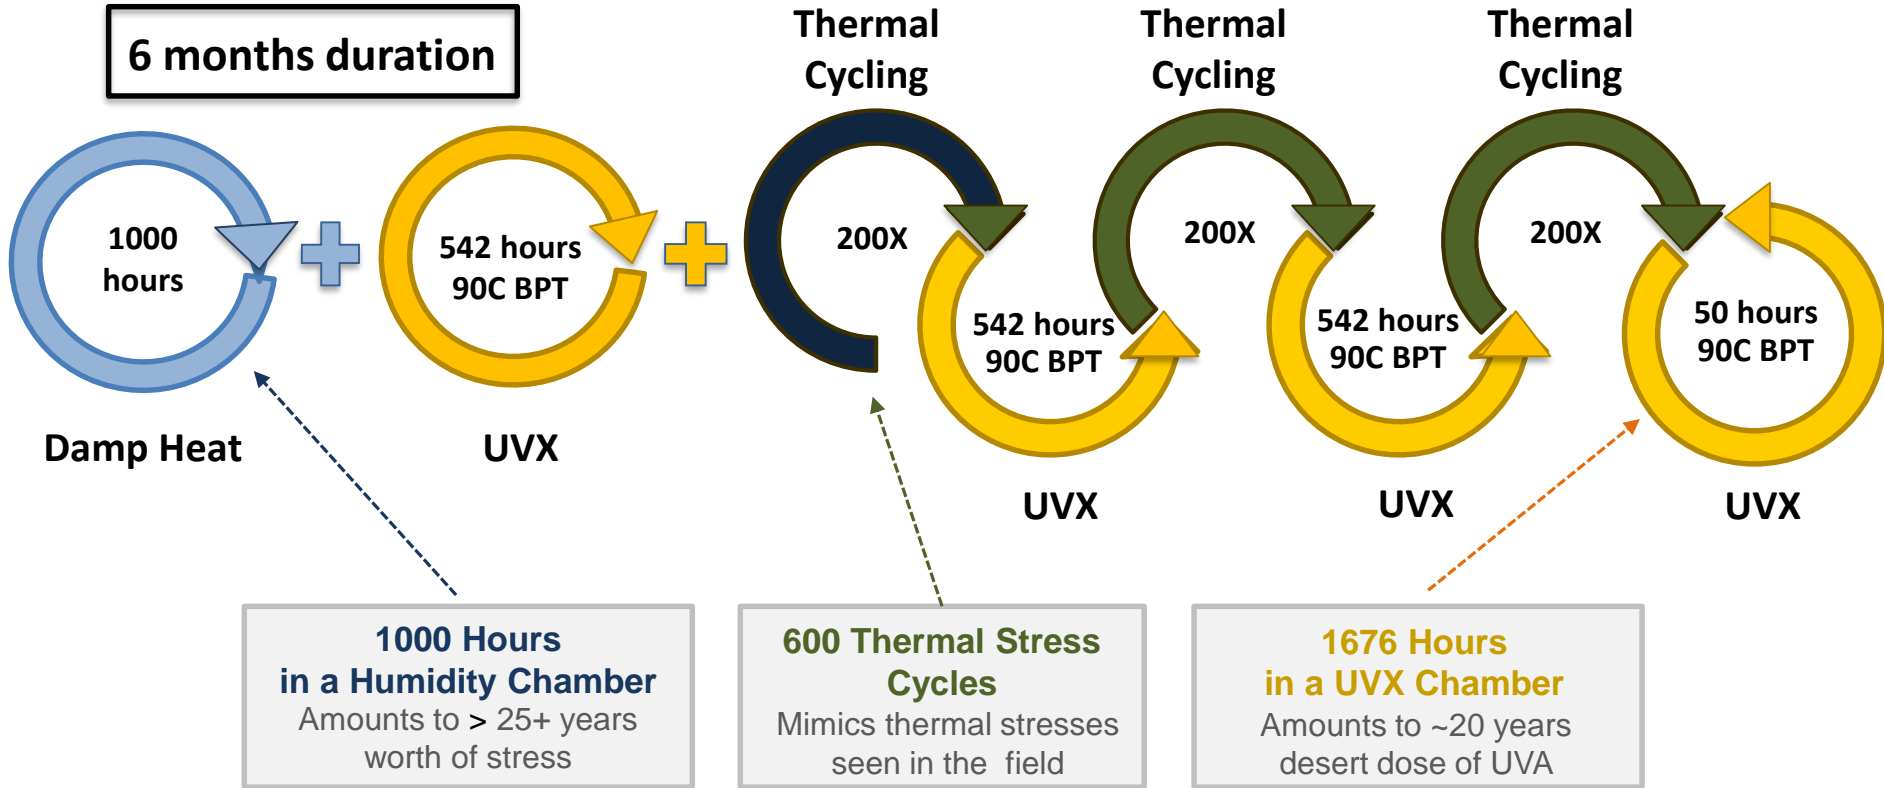 6 months duration
Thermal
Cycling
Thermal
Cycling
Thermal
Cycling
1000
hours
542 hours
90C BPT
200X
200X
200X
542 hours
90C BPT
542 hours
90C BPT
50 hours
90C BPT
Damp Heat
UVX
UVX
UVX
UVX
1000 Hours
in a Humidity Chamber
Amounts to > 25+ years
worth of stress
600 Thermal Stress
Cycles
Mimics thermal stresses
seen in the field
1676 Hours
in a UVX Chamber
Amounts to ~20 years
desert dose of UVA